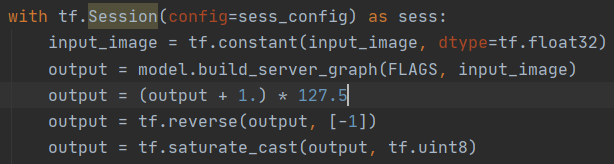 with tf.Session(config=sess_config) as sess:
    input_image = tf.constant(input_image, dtype=tf.float32)
    output = model.build_server_graph(FLAGS, input_image)
    output = (output + 1.) * 127.5
    output = tf.reverse(output, [-1])
    output = tf.saturate_cast(output, tf.uint8)